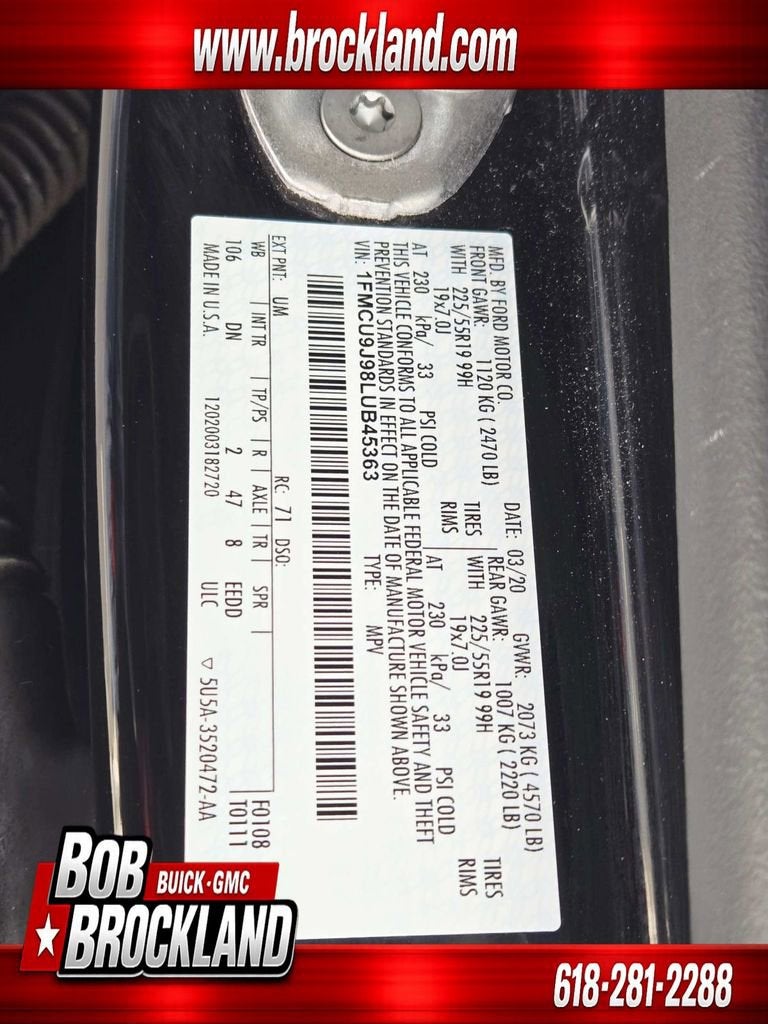 www.brockland.com
MFD. BY FORD MOTOR CO.
DATE: 03/20 GVWR: 2073 KG ( 4570 LB)
FRONT GAWR: 1120 KG ( 2470 LB) REAR GAWR: 1007 KG ( 2220 LB)
WITH 225/55R19 99H TIRES WITH 225/55R19 99H TIRES
19x7.0J RIMS 19x7.0J RIMS
AT 230 kPa/ 33 PSI COLD AT 230 kPa/ 33 PSI COLD
THIS VEHICLE CONFORMS TO ALL APPLICABLE FEDERAL MOTOR VEHICLE SAFETY AND THEFT
PREVENTION STANDARDS IN EFFECT ON THE DATE OF MANUFACTURE SHOWN ABOVE.
VIN: 1FMCU9J98LUB45363 TYPE: MPV
EXT PNT: UM RC: 71 DSO:
WB INT TR TP/PS R AXLE TR SPR F0108
106 DN 2 47 8 EEDD T0111
MADE IN U.S.A. 1202003182720 ULC ▽ 5U5A-3520472-AA
BOB
BUICK·GMC
BROCKLAND
618-281-2288